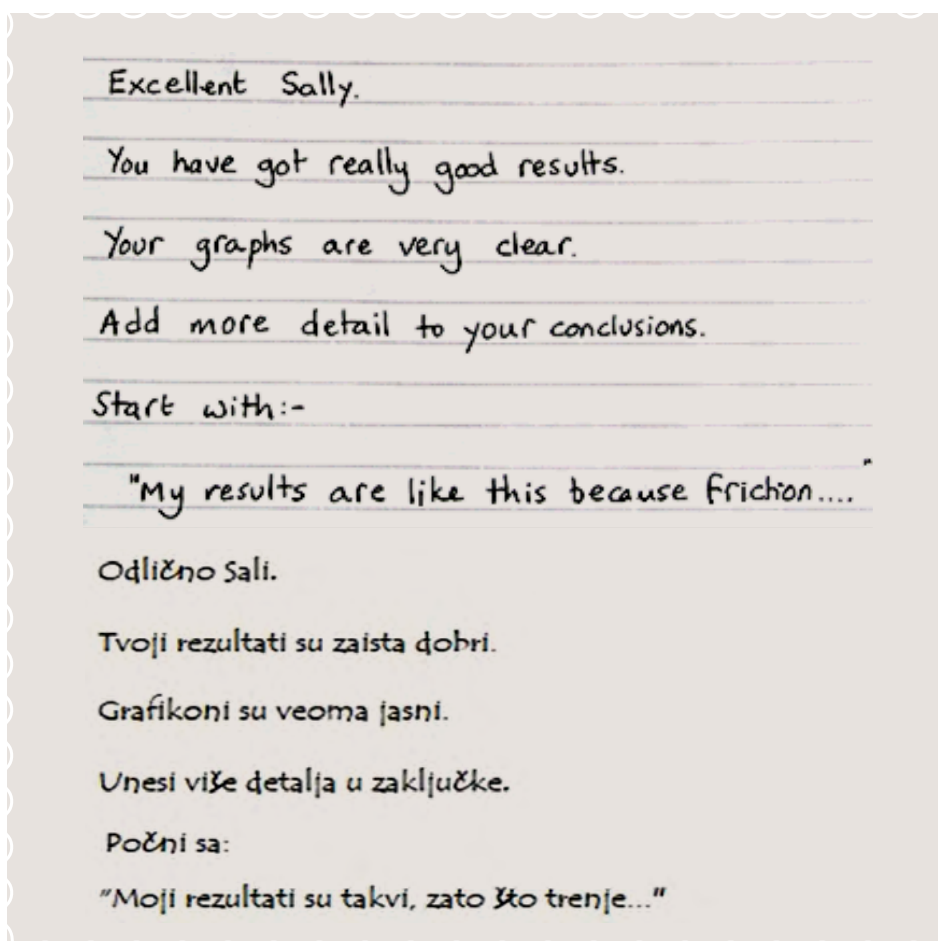 Excellent Sally.
You have got really good results.
Your graphs are very clear.
Add more detail to your conclusions.
Start with:-
"My results are like this because friction...."
Odlično Sali.
Tvoji rezultati su zaista dobri.
Grafikoni su veoma jasni.
Unesi više detalja u zaključke.
Počni sa:
"Moji rezultati su takvi, zato što trenje..."